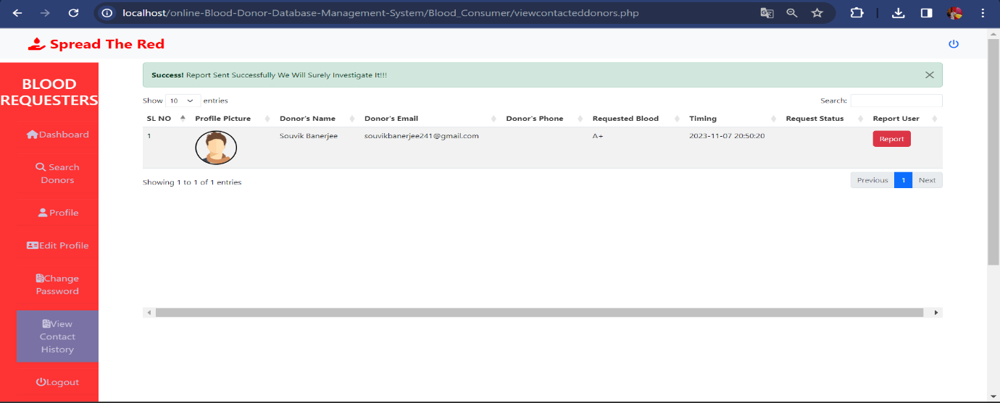 localhost/online-Blood-Donor-Database-Management-System/Blood_Consumer/viewcontacteddonors.php
Spread The Red
BLOOD
REQUESTERS
Dashboard
Search
Donors
Profile
Edit Profile
Change
Password
View
Contact
History
Logout
Success! Report Sent Successfully We Will Surely Investigate It!!!
Show 10 entries Search:
SL NO Profile Picture Donor's Name Donor's Email Donor's Phone Requested Blood Timing Request Status Report User
1 Souvik Banerjee souvikbanerjee241@gmail.com A+ 2023-11-07 20:50:20 Report
Showing 1 to 1 of 1 entries Previous 1 Next